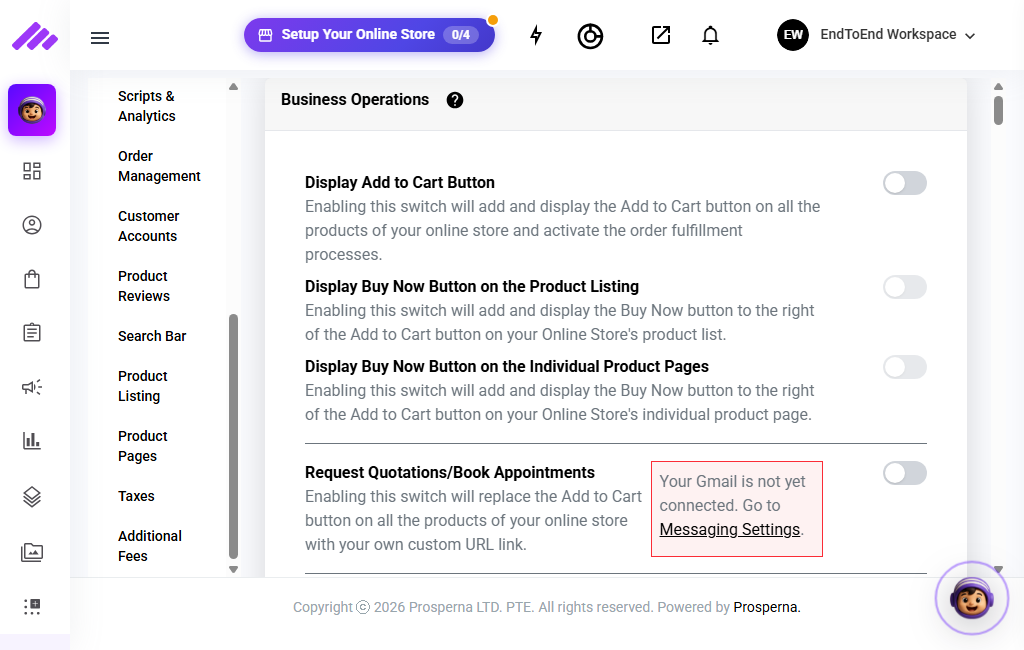 Setup Your Online Store 0/4
EW EndToEnd Workspace
Scripts &
Analytics
Order
Management
Customer
Accounts
Product
Reviews
Search Bar
Product
Listing
Product
Pages
Taxes
Additional
Fees
Business Operations ?
Display Add to Cart Button
Enabling this switch will add and display the Add to Cart button on all the
products of your online store and activate the order fulfillment
processes.
Display Buy Now Button on the Product Listing
Enabling this switch will add and display the Buy Now button to the right
of the Add to Cart button on your Online Store's product list.
Display Buy Now Button on the Individual Product Pages
Enabling this switch will add and display the Buy Now button to the right
of the Add to Cart button on your Online Store's individual product page.
Request Quotations/Book Appointments
Enabling this switch will replace the Add to Cart
button on all the products of your online store
with your own custom URL link.
Your Gmail is not yet
connected. Go to
Messaging Settings.
Copyright © 2026 Prosperna LTD. PTE. All rights reserved. Powered by Prosperna.